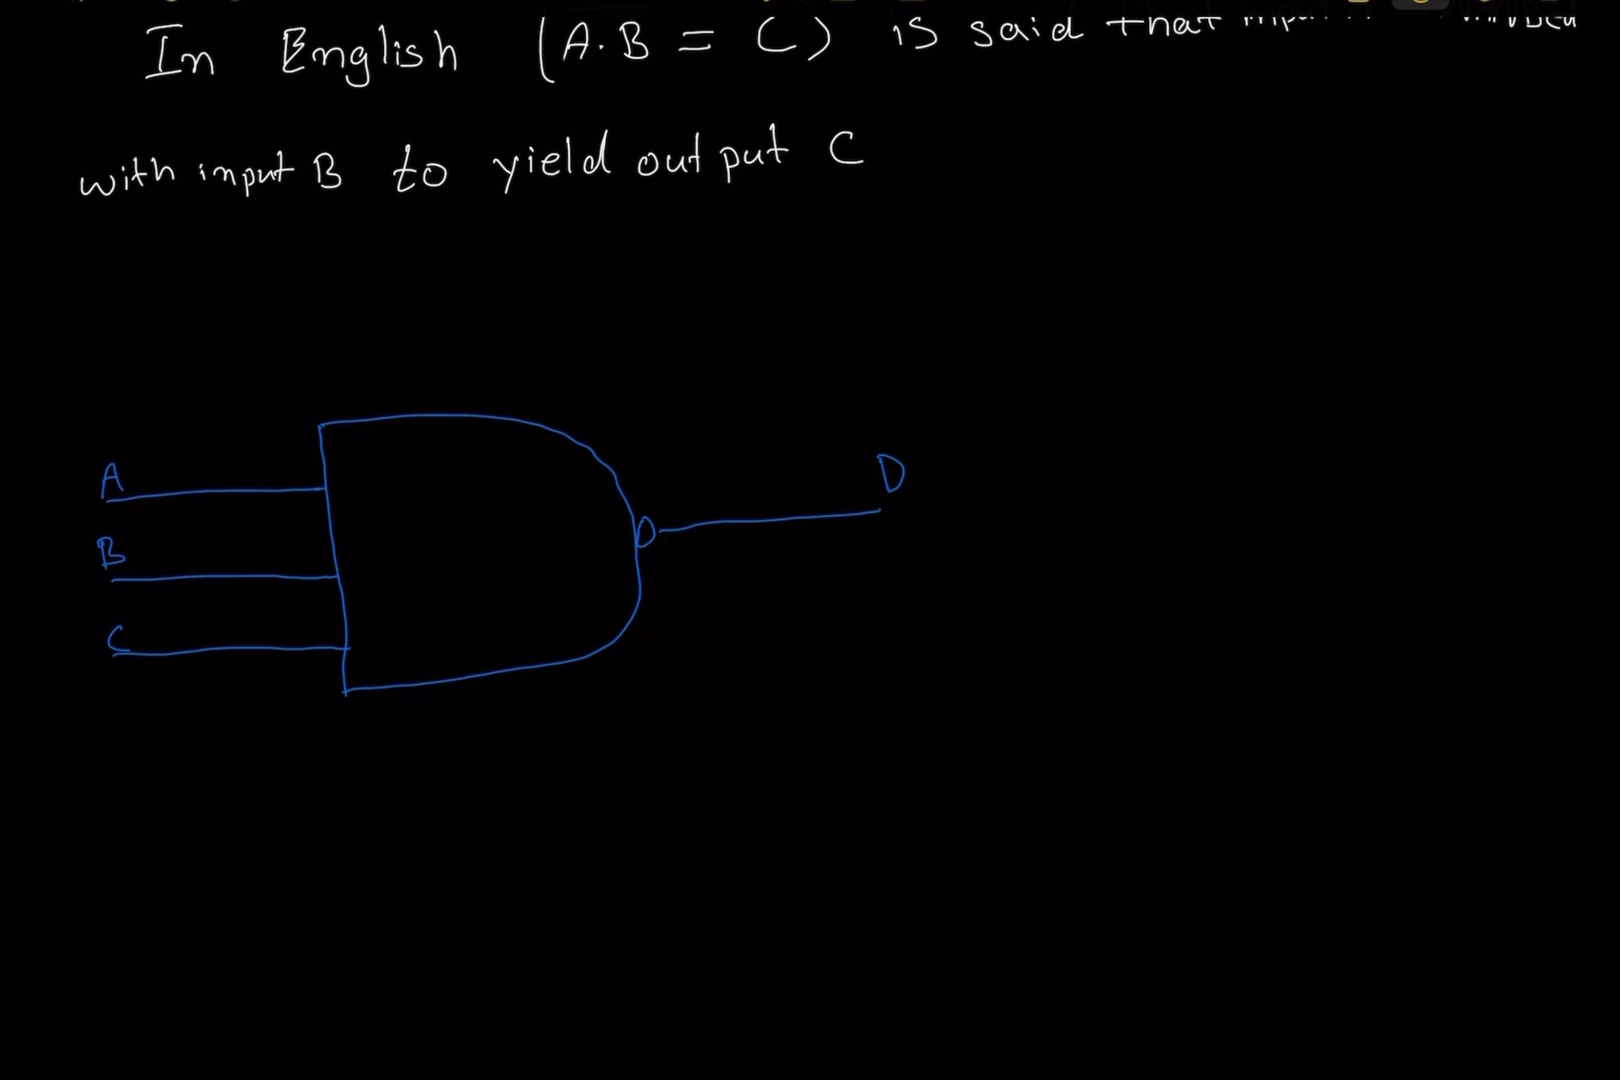 In English (A.B = C) is said that
with input B to yield output C
A
D
B
C